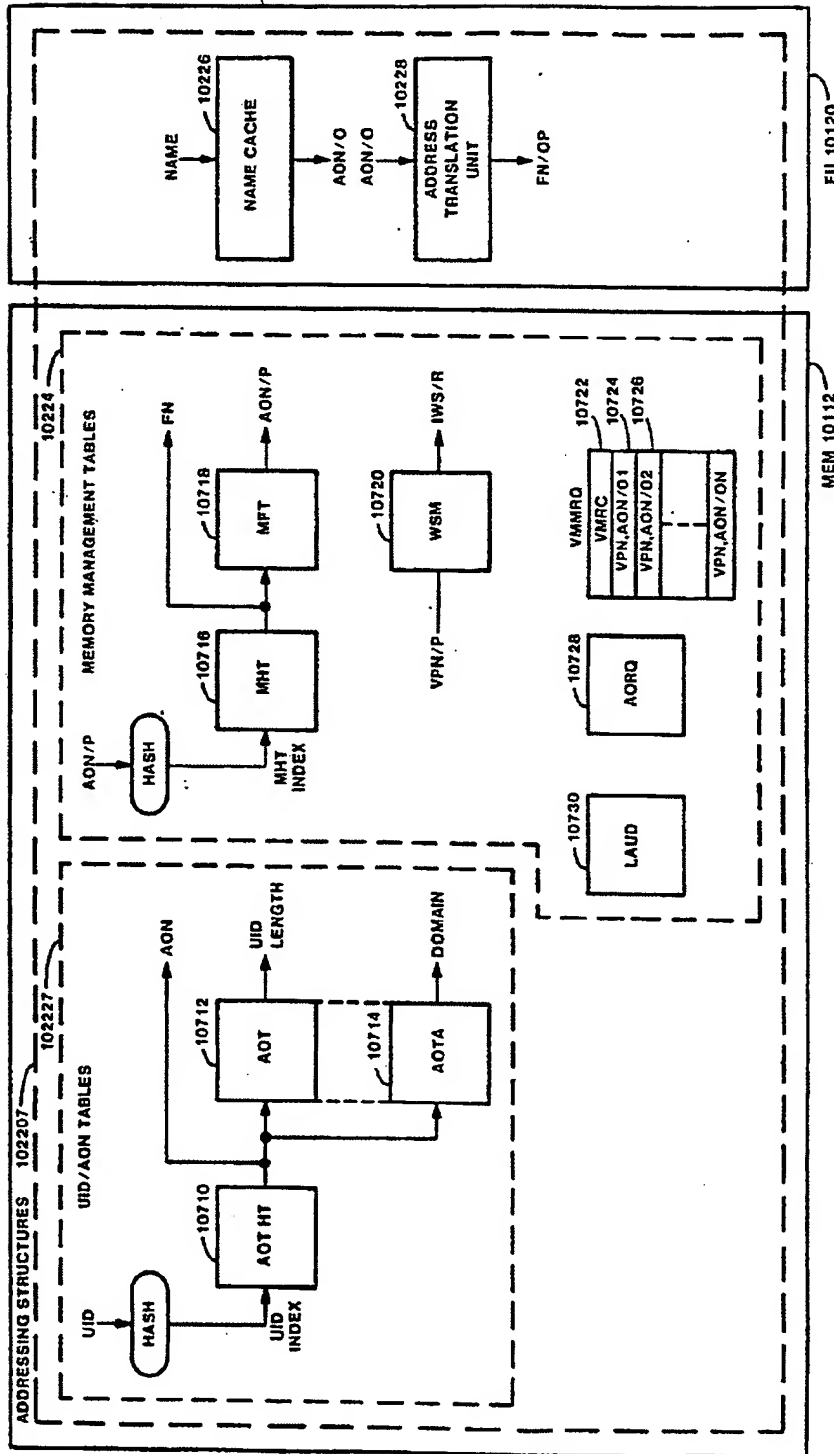 ADDRESSING STRUCTURES 102207
102227
UID/AON TABLES
UID
HASH
UID
INDEX
10710
AOT HT
AON
10712
AOT
UID
LENGTH
10714
AOTA
DOMAIN
10224
MEMORY MANAGEMENT TABLES
AON/P
HASH
MHT
INDEX
10716
MHT
FN
10718
MFT
AON/P
VPN/P
10720
WSM
IWS/R
10730
LAUD
10728
AORQ
VMMRQ
VMRC
10722
VPN,AON/O1
10724
VPN,AON/O2
10726
VPN,AON/ON
MEM 10112
NAME
10226
NAME CACHE
AON/O
AON/O
10228
ADDRESS
TRANSLATION
UNIT
FN/OP